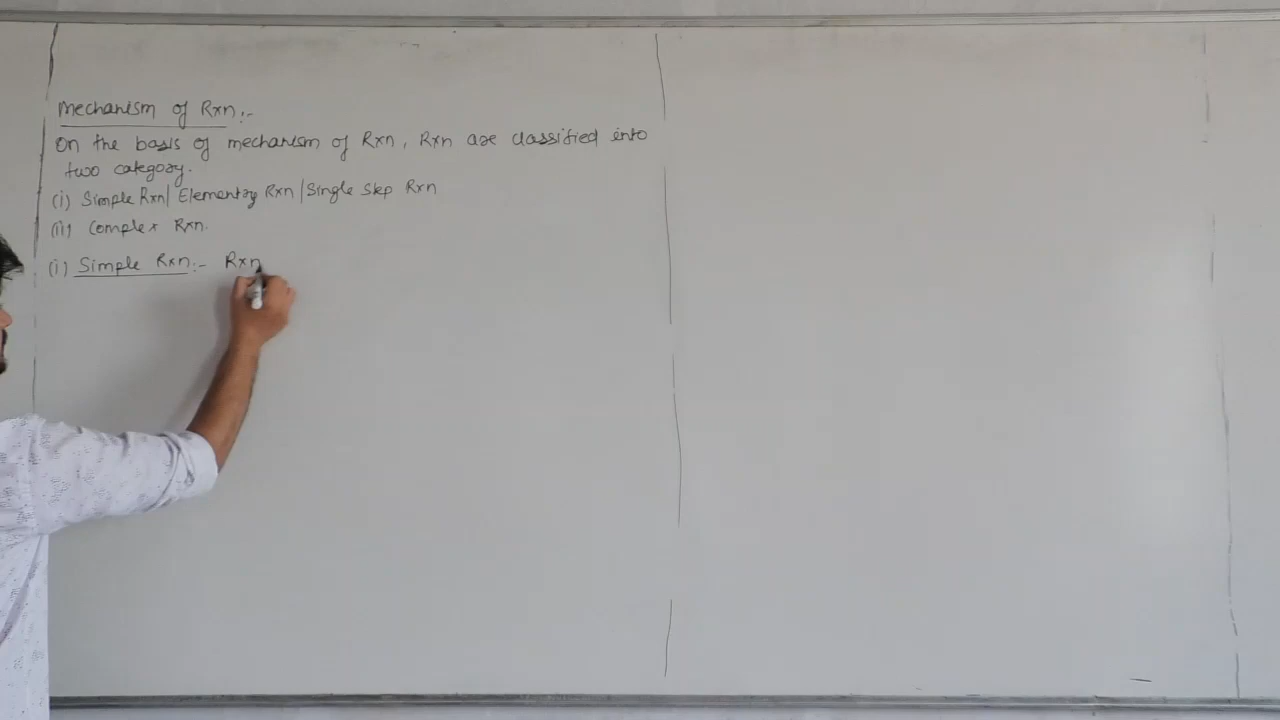 Mechanism of Rxn:-
On the basis of mechanism of Rxn, Rxn are classified into
two category.
(i) Simple Rxn/ Elementry Rxn /Single step Rxn
(ii) Complex Rxn.
(i) Simple Rxn:- Rxn